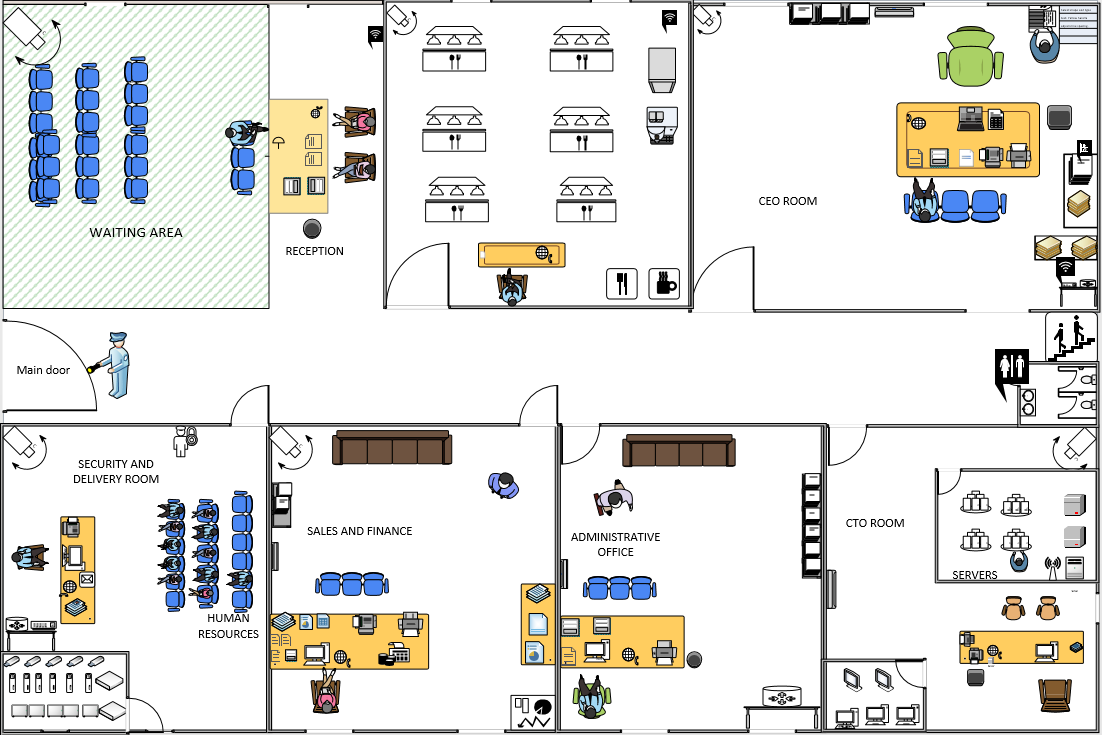 WAITING AREA
RECEPTION
CEO ROOM
Main door
SECURITY AND
DELIVERY ROOM
HUMAN
RESOURCES
SALES AND FINANCE
ADMINISTRATIVE
OFFICE
CTO ROOM
SERVERS